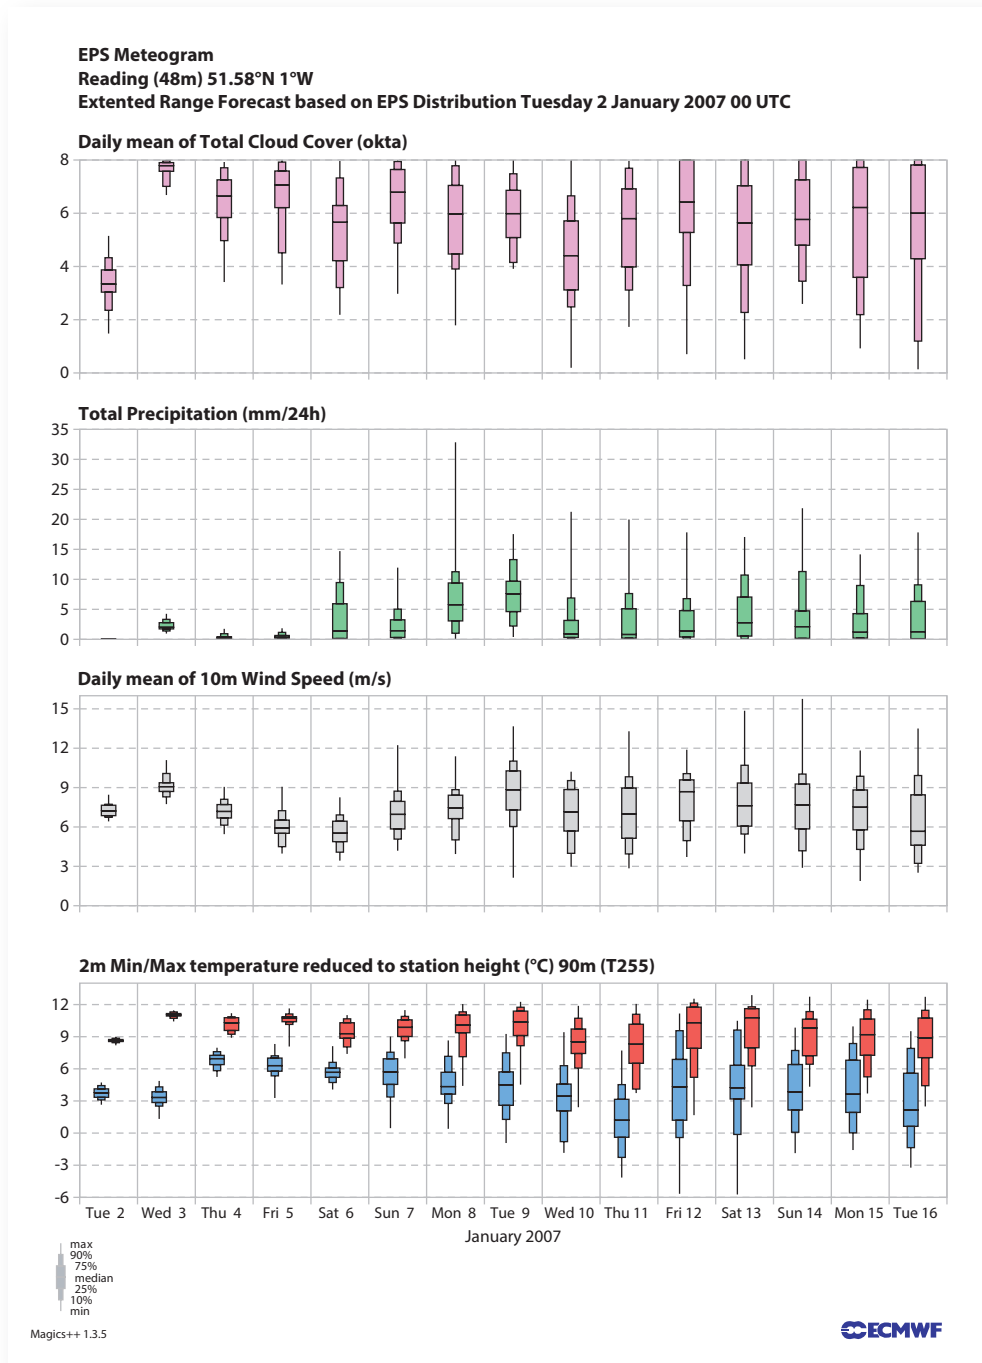 EPS Meteogram
Reading (48m) 51.58°N 1°W
Extented Range Forecast based on EPS Distribution Tuesday 2 January 2007 00 UTC
Daily mean of Total Cloud Cover (okta)
8
6
4
2
0
Total Precipitation (mm/24h)
35
30
25
20
15
10
5
0
Daily mean of 10m Wind Speed (m/s)
15
12
9
6
3
0
2m Min/Max temperature reduced to station height (°C) 90m (T255)
12
9
6
3
0
-3
-6
Tue 2 Wed 3 Thu 4 Fri 5 Sat 6 Sun 7 Mon 8 Tue 9 Wed 10 Thu 11 Fri 12 Sat 13 Sun 14 Mon 15 Tue 16
January 2007
max
90%
75%
median
25%
10%
min
Magics++ 1.3.5
ECMWF